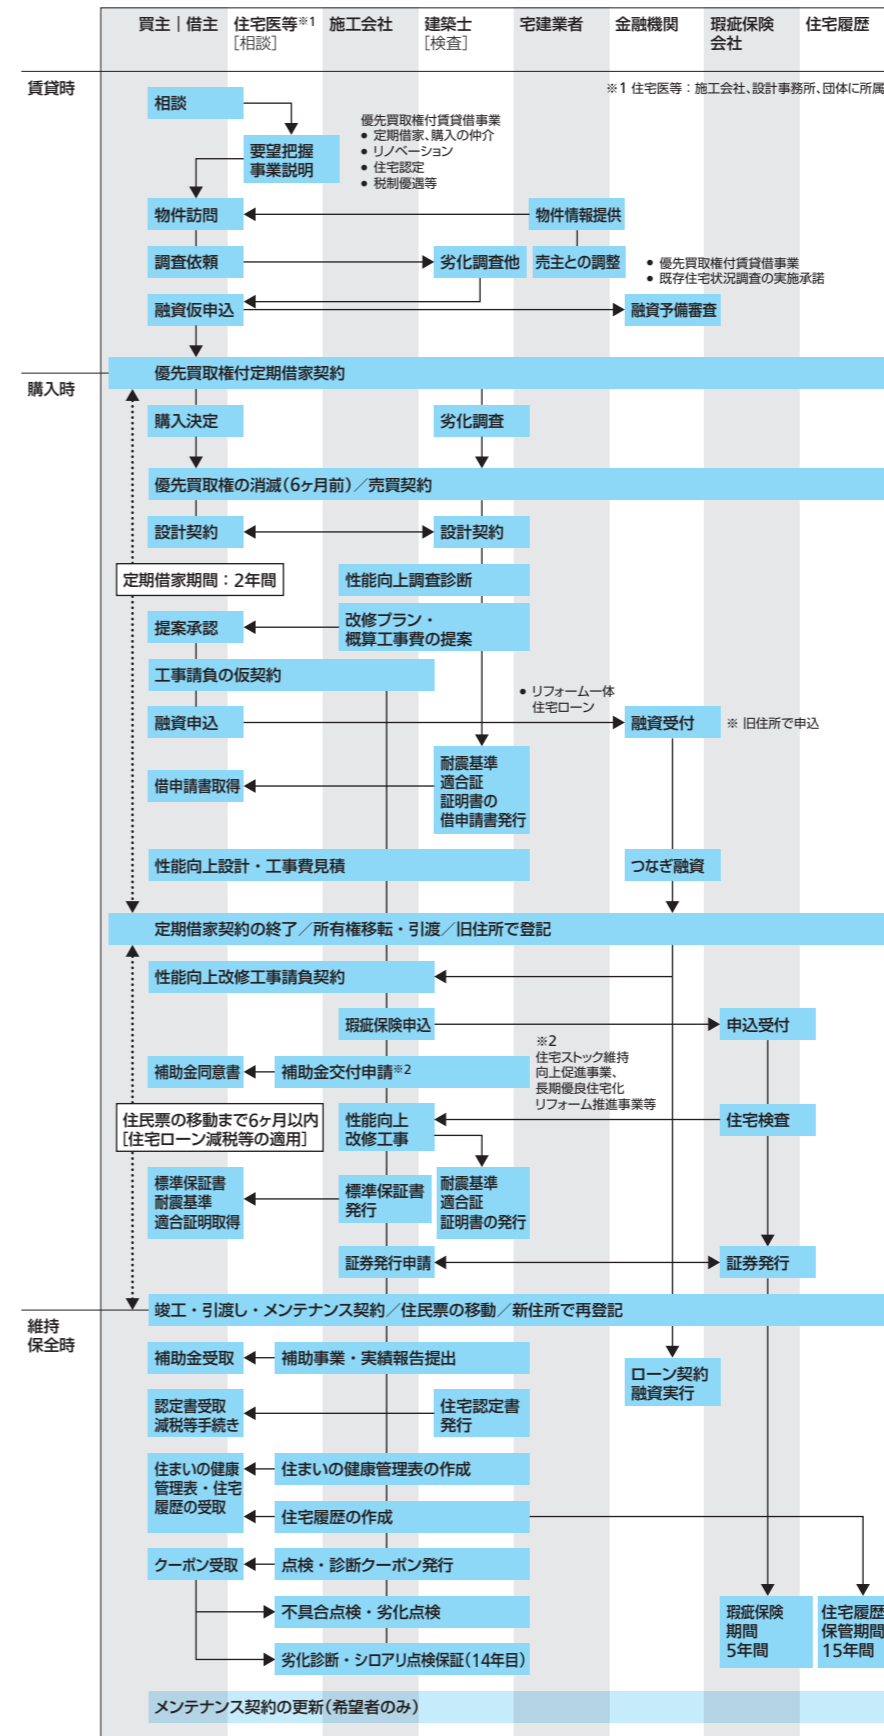 買主｜借主
住宅医等※1
［相談］
施工会社
建築士
［検査］
宅建業者
金融機関
瑕疵保険
会社
住宅履歴
賃貸時
※1 住宅医等：施工会社、設計事務所、団体に所属
相談
要望把握
事業説明
優先買取権付賃貸借事業
● 定期借家、購入の仲介
● リノベーション
● 住宅認定
● 税制優遇等
物件訪問
物件情報提供
調査依頼
劣化調査他
売主との調整
● 優先買取権付賃貸借事業
● 既存住宅状況調査の実施承諾
融資仮申込
融資予備審査
購入時
優先買取権付定期借家契約
購入決定
劣化調査
優先買取権の消滅（6ヶ月前）／売買契約
設計契約
設計契約
定期借家期間：2年間
性能向上調査診断
提案承認
改修プラン・
概算工事費の提案
工事請負の仮契約
● リフォーム一体
住宅ローン
融資申込
融資受付
※ 旧住所で申込
借申請書取得
耐震基準
適合証
証明書の
借申請書発行
性能向上設計・工事費見積
つなぎ融資
定期借家契約の終了／所有権移転・引渡／旧住所で登記
性能向上改修工事請負契約
瑕疵保険申込
申込受付
補助金同意書
補助金交付申請※2
※2
住宅ストック維持
向上促進事業、
長期優良住宅化
リフォーム推進事業等
住民票の移動まで6ヶ月以内
［住宅ローン減税等の適用］
性能向上
改修工事
住宅検査
標準保証書
耐震基準
適合証明取得
標準保証書
発行
耐震基準
適合証
証明書の発行
証券発行申請
証券発行
維持
保全時
竣工・引渡し・メンテナンス契約／住民票の移動／新住所で再登記
補助金受取
補助事業・実績報告提出
ローン契約
融資実行
認定書受取
減税等手続き
住宅認定書
発行
住まいの健康
管理表・住宅
履歴の受取
住まいの健康管理表の作成
住宅履歴の作成
クーポン受取
点検・診断クーポン発行
不具合点検・劣化点検
瑕疵保険
期間
5年間
住宅履歴
保管期間
15年間
劣化診断・シロアリ点検保証（14年目）
メンテナンス契約の更新（希望者のみ）